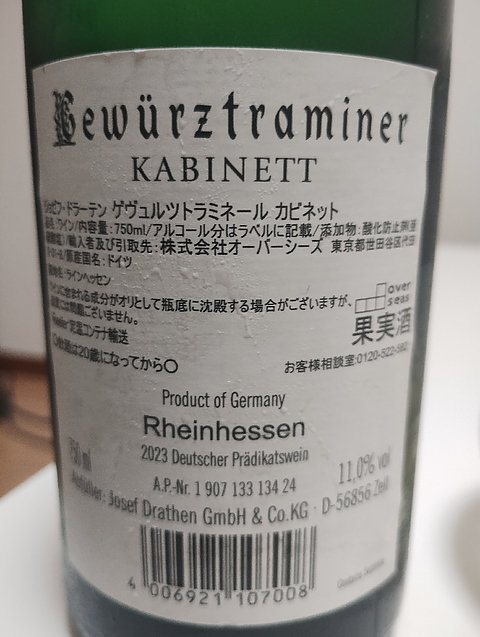 Gewürztraminer
KABINETT
ドラーテン ゲヴュルツトラミネール カビネット
ワイン/内容量:750ml/アルコール分はラベルに記載/添加物:酸化防止剤(亜
輸入者及び引取先:株式会社オーバーシーズ 東京都世田谷区代田
原産国名:ドイツ
ラインヘッセン
ワインに含まれる成分がオリとして瓶底に沈殿する場合がございますが、
品質には問題ございません。
over
seas
定温コンテナ輸送
果実酒
飲酒は20歳になってから〇
お客様相談室:0120-522-582
Product of Germany
Rheinhessen
2023 Deutscher Prädikatswein
750 ml
11,0% vol
A.P.-Nr. 1 907 133 134 24
Abfüller: Josef Drathen GmbH & Co.KG · D-56856 Zell
4 006921 107008